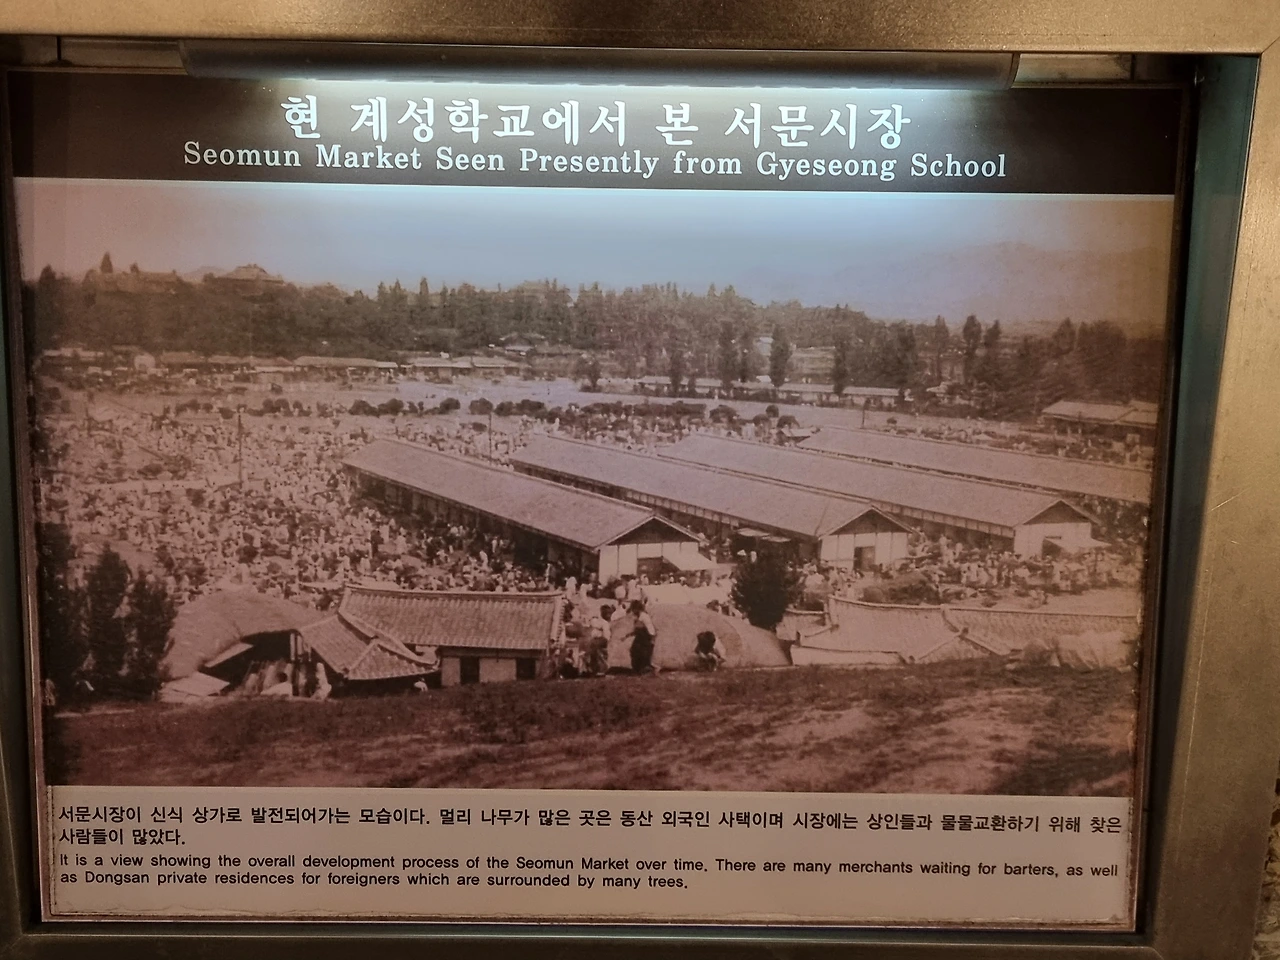 현 계성학교에서 본 서문시장
Seomun Market Seen Presently from Gyeseong School
서문시장이 신식 상가로 발전되어가는 모습이다. 멀리 나무가 많은 곳은 동산 외국인 사택이며 시장에는 상인들과 물물교환하기 위해 찾은
사람들이 많았다.
It is a view showing the overall development process of the Seomun Market over time. There are many merchants waiting for barters, as well
as Dongsan private residences for foreigners which are surrounded by many trees.